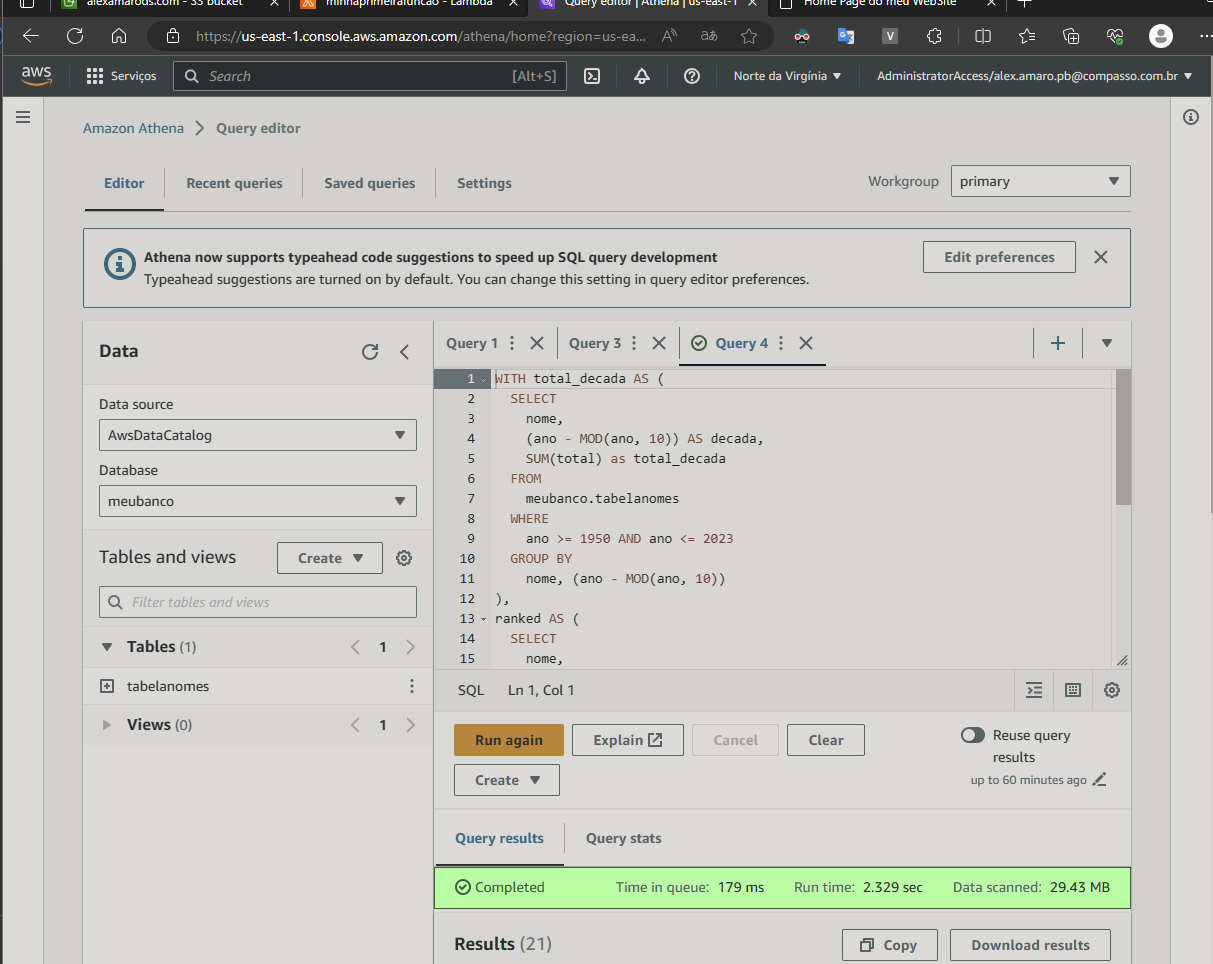 alexamarods.com - S3 bucket
minhaprimeirafuncao - Lambda
Query editor | Athena | us-east-1
Home Page do meu WebSite
https://us-east-1.console.aws.amazon.com/athena/home?region=us-ea...
aws Serviços Search [Alt+S] Norte da Virgínia AdministratorAccess/alex.amaro.pb@compasso.com.br
Amazon Athena > Query editor
Editor Recent queries Saved queries Settings Workgroup primary
Athena now supports typeahead code suggestions to speed up SQL query development
Typeahead suggestions are turned on by default. You can change this setting in query editor preferences.
Edit preferences
Data
Data source
AwsDataCatalog
Database
meubanco
Tables and views Create
Filter tables and views
Tables (1) < 1 >
tabelanomes
Views (0) < 1 >
Query 1 Query 3 Query 4
1 WITH total_decada AS (
2 SELECT
3 nome,
4 (ano - MOD(ano, 10)) AS decada,
5 SUM(total) as total_decada
6 FROM
7 meubanco.tabelanomes
8 WHERE
9 ano >= 1950 AND ano <= 2023
10 GROUP BY
11 nome, (ano - MOD(ano, 10))
12 ),
13 ranked AS (
14 SELECT
15 nome,
SQL Ln 1, Col 1
Run again Explain Cancel Clear
Create
Reuse query
results
up to 60 minutes ago
Query results Query stats
Completed Time in queue: 179 ms Run time: 2.329 sec Data scanned: 29.43 MB
Results (21) Copy Download results